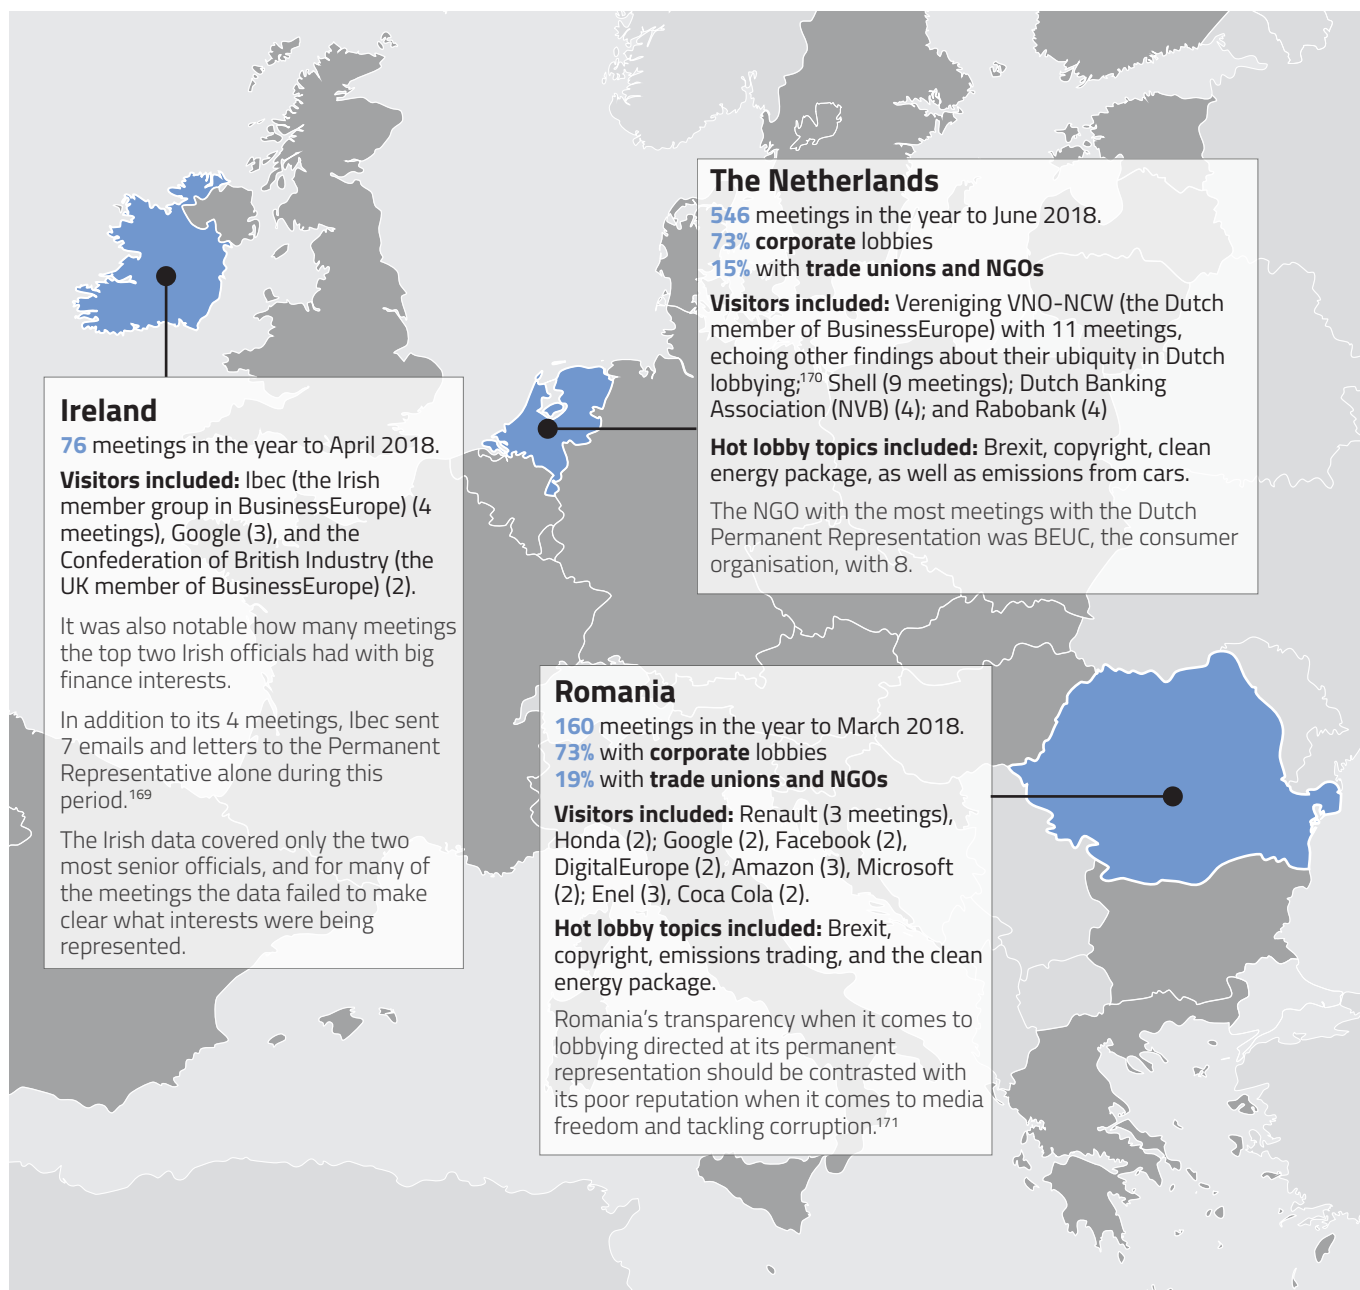 The Netherlands
546 meetings in the year to June 2018.
73% corporate lobbies
15% with trade unions and NGOs
Visitors included: Vereniging VNO-NCW (the Dutch
member of BusinessEurope) with 11 meetings,
echoing other findings about their ubiquity in Dutch
lobbying;170 Shell (9 meetings); Dutch Banking
Association (NVB) (4); and Rabobank (4)
Hot lobby topics included: Brexit, copyright, clean
energy package, as well as emissions from cars.
The NGO with the most meetings with the Dutch
Permanent Representation was BEUC, the consumer
organisation, with 8.
Ireland
76 meetings in the year to April 2018.
Visitors included: Ibec (the Irish
member group in BusinessEurope) (4
meetings), Google (3), and the
Confederation of British Industry (the
UK member of BusinessEurope) (2).
It was also notable how many meetings
the top two Irish officials had with big
finance interests.
In addition to its 4 meetings, Ibec sent
7 emails and letters to the Permanent
Representative alone during this
period.169
The Irish data covered only the two
most senior officials, and for many of
the meetings the data failed to make
clear what interests were being
represented.
Romania
160 meetings in the year to March 2018.
73% with corporate lobbies
19% with trade unions and NGOs
Visitors included: Renault (3 meetings),
Honda (2); Google (2), Facebook (2),
DigitalEurope (2), Amazon (3), Microsoft
(2); Enel (3), Coca Cola (2).
Hot lobby topics included: Brexit,
copyright, emissions trading, and the clean
energy package.
Romania's transparency when it comes to
lobbying directed at its permanent
representation should be contrasted with
its poor reputation when it comes to media
freedom and tackling corruption.171